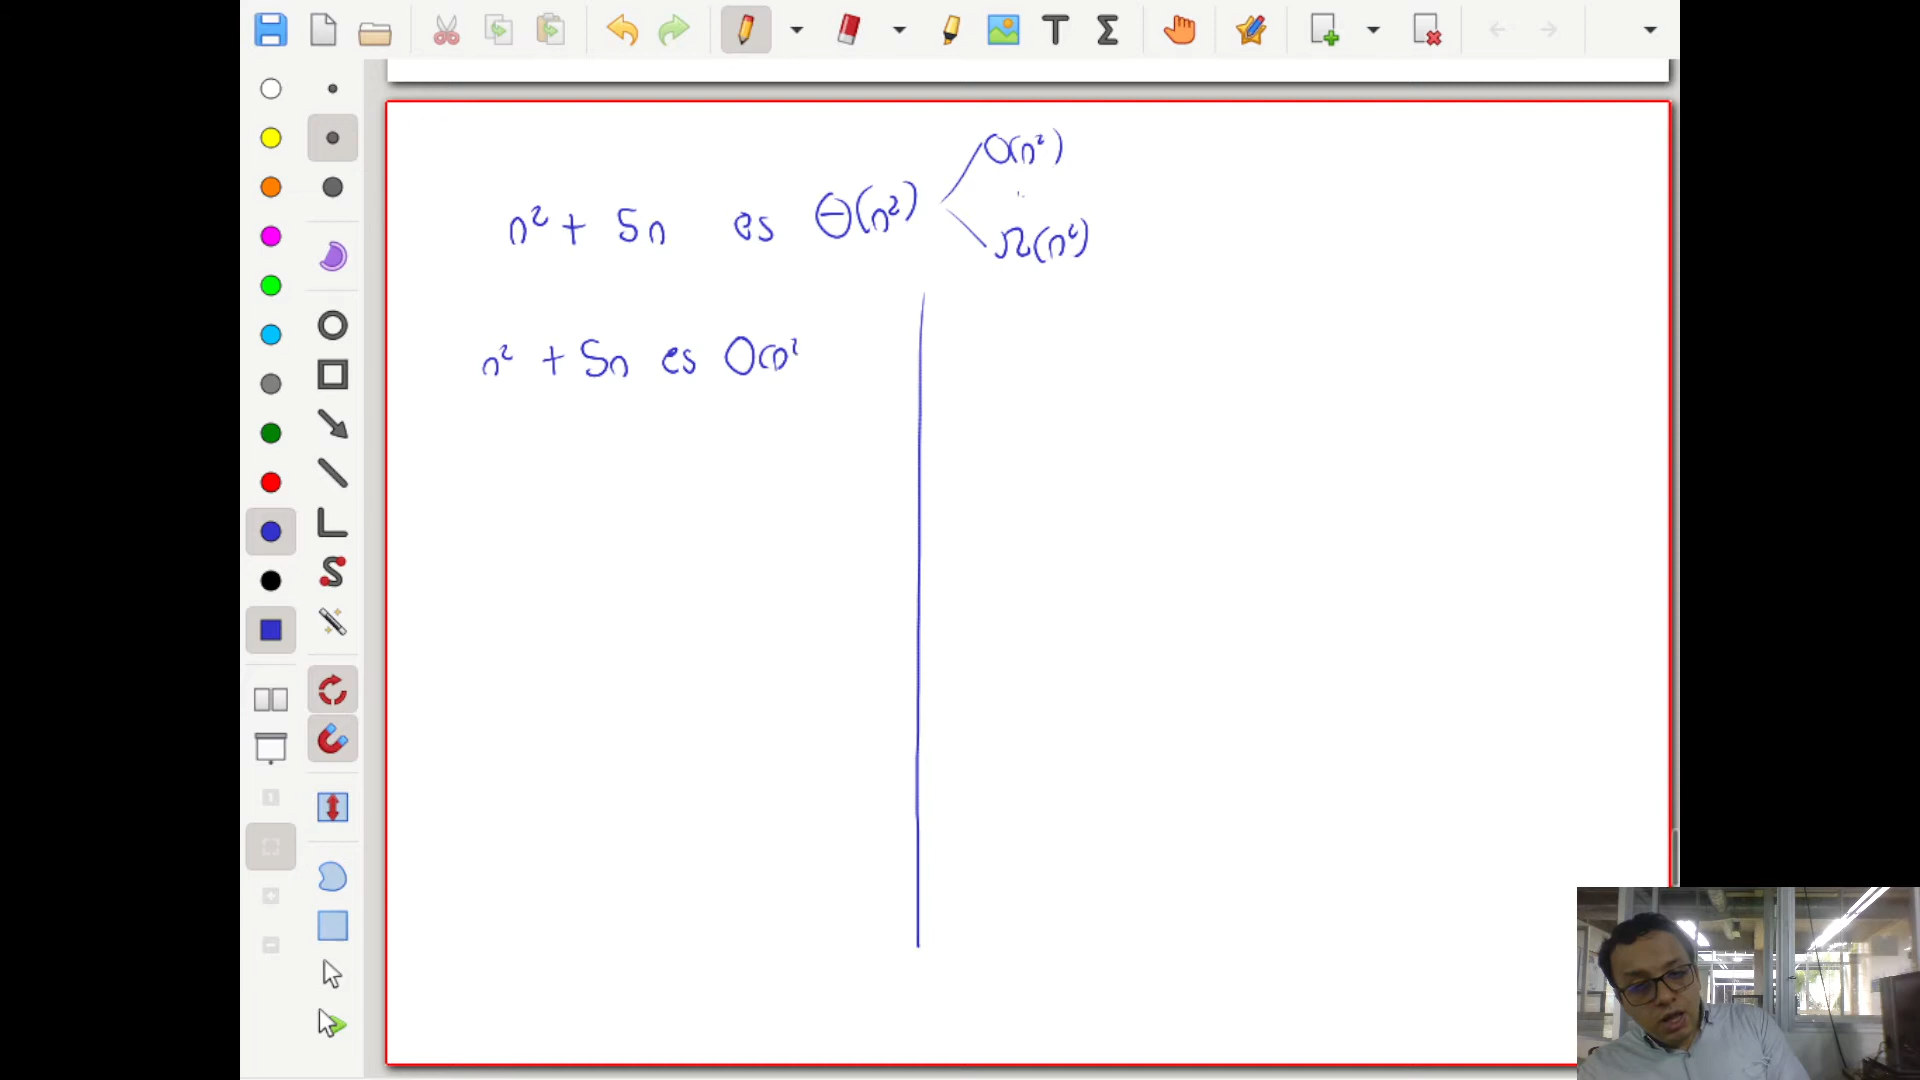 n² + 5n es Θ(n²)
O(n²)
Ω(n²)
n² + 5n es O(n²